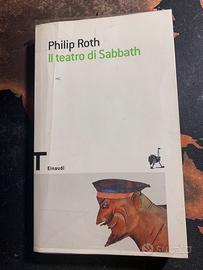 Philip Roth
Il teatro di Sabbath
Einaudi